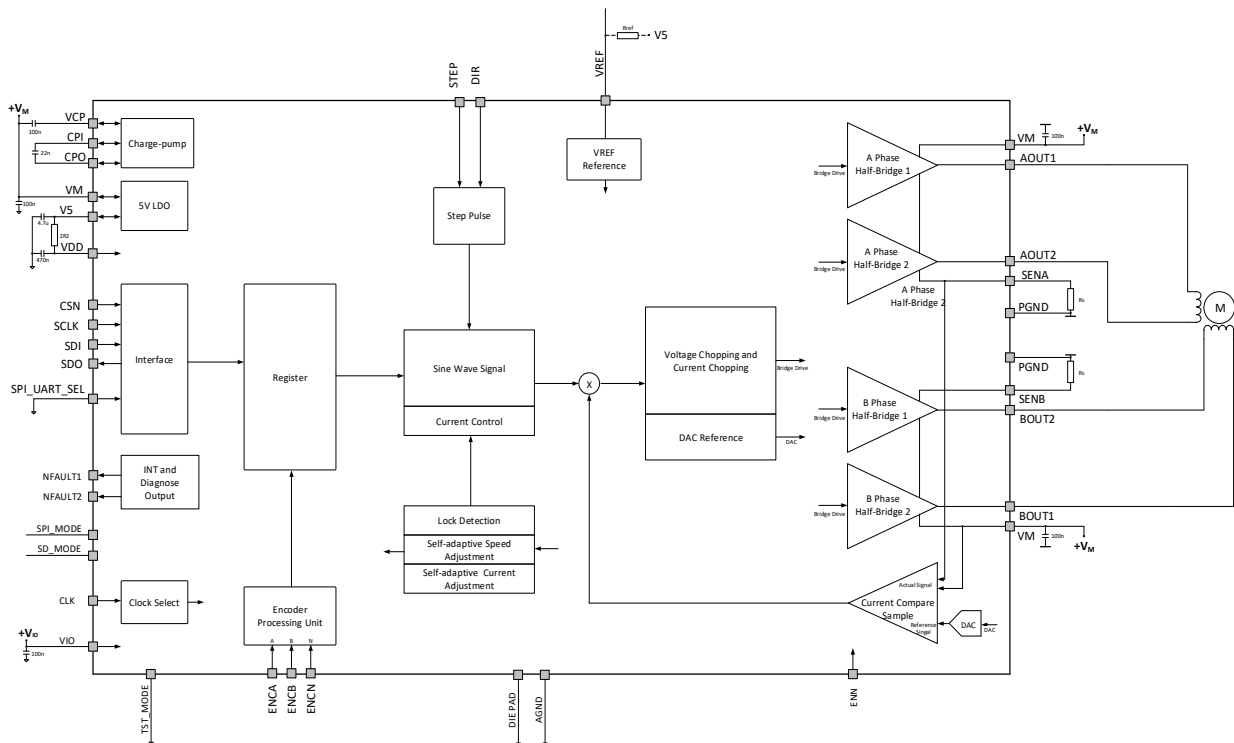 Rref
V5
VREF
STEP
DIR
+VM
VCP
100n
CPI
22n
CPO
Charge-pump
VM
100n
V5
4.7u
2R2
VDD
470n
5V LDO
VREF
Reference
Step Pulse
CSN
SCLK
SDI
SDO
SPI_UART_SEL
Interface
Register
Sine Wave Signal
Current Control
X
Voltage Chopping and
Current Chopping
Bridge Drive
DAC Reference
DAC
NFAULT1
NFAULT2
INT and
Diagnose
Output
SPI_MODE
SD_MODE
Lock Detection
Self-adaptive Speed
Adjustment
Self-adaptive Current
Adjustment
CLK
Clock Select
+VIO
VIO
100n
Encoder
Processing Unit
A
B
N
TST_MODE
ENCA
ENCB
ENCN
DIE PAD
AGND
ENN
Bridge Drive
A Phase
Half-Bridge 1
Bridge Drive
A Phase
Half-Bridge 2
A Phase
Half-Bridge 2
Bridge Drive
B Phase
Half-Bridge 1
Bridge Drive
B Phase
Half-Bridge 2
Actual Signal
Current Compare
Sample
Reference
Singal
DAC
DAC
VM
100n
+VM
AOUT1
AOUT2
SENA
Rs
PGND
M
PGND
Rs
SENB
BOUT2
BOUT1
VM
100n
+VM